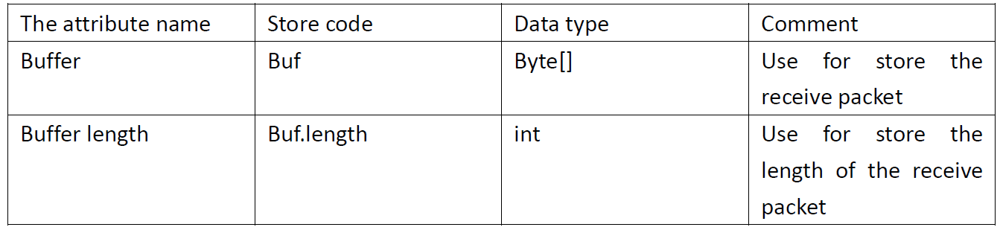 The attribute name Store code Data type Comment
Buffer Buf Byte[] Use for store the
receive packet
Buffer length Buf.length int Use for store the
length of the receive
packet